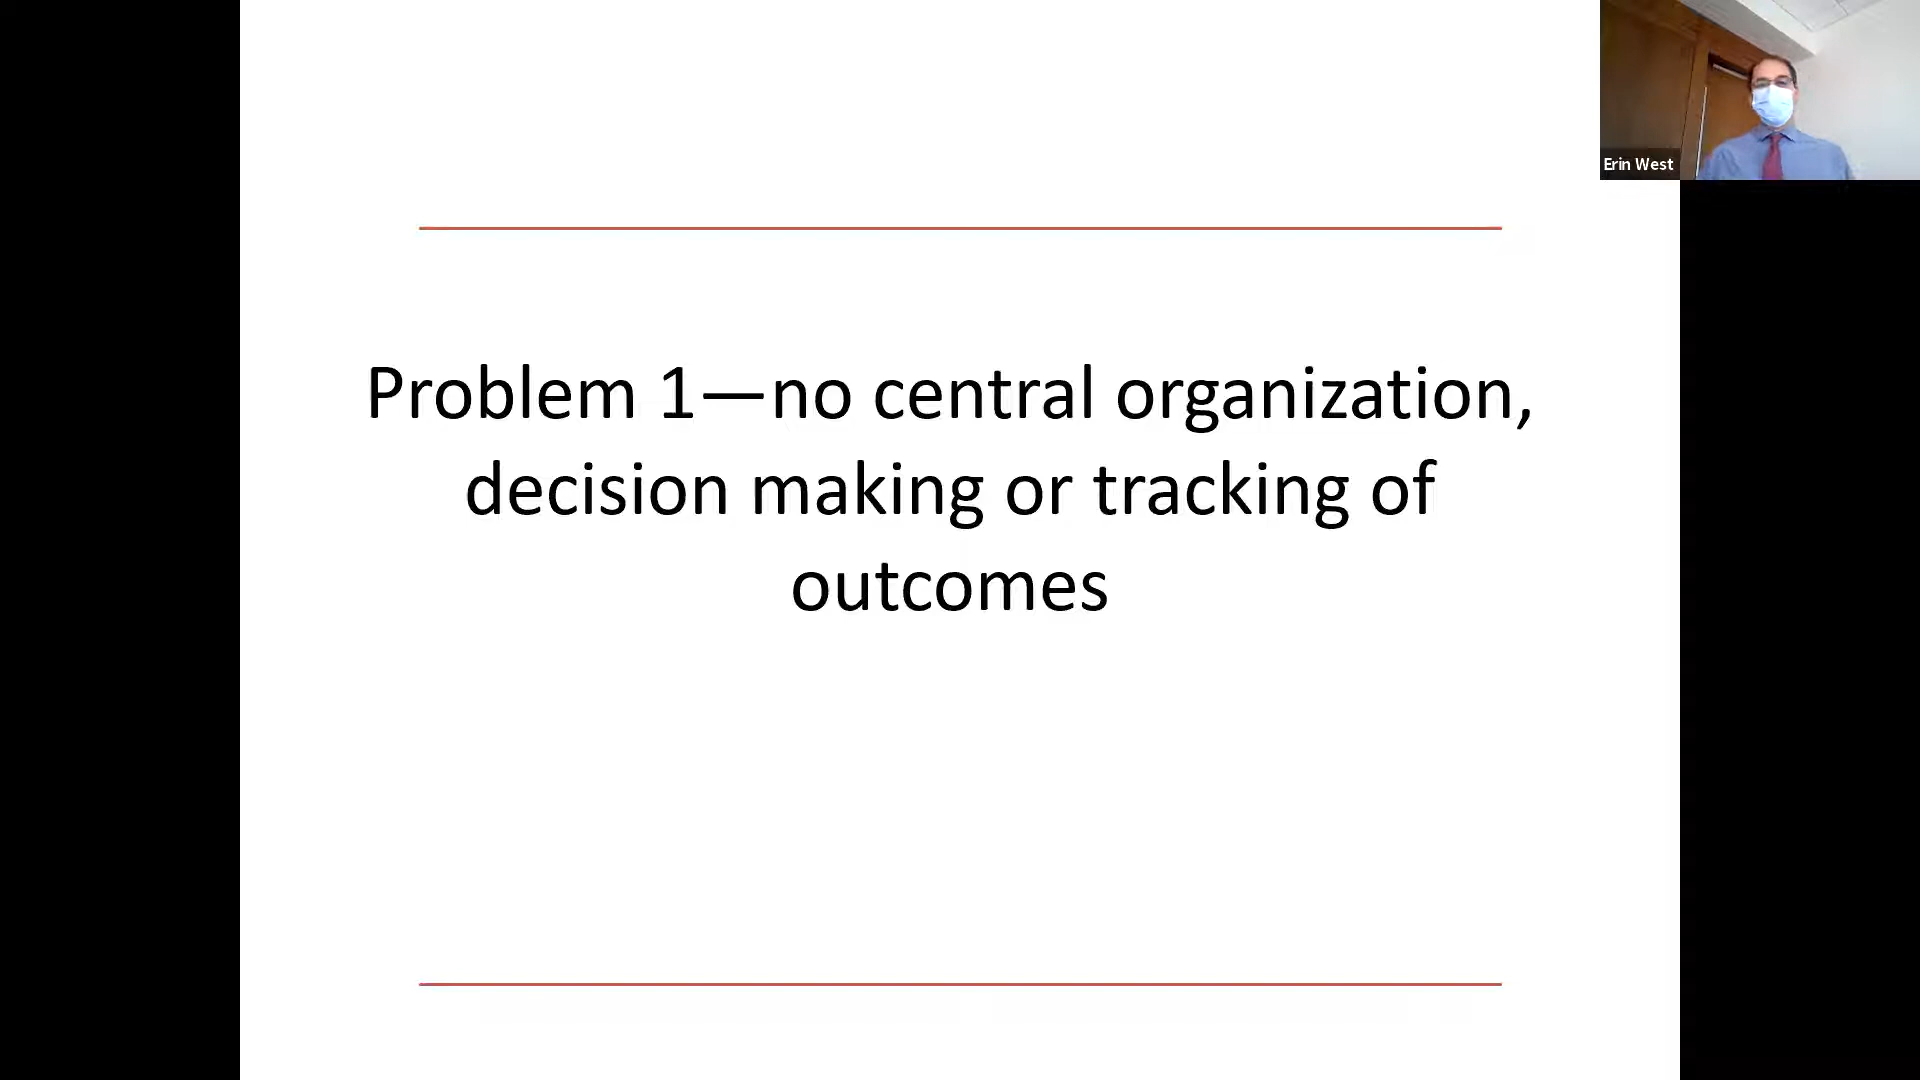 Erin West
Problem 1—no central organization,
decision making or tracking of
outcomes